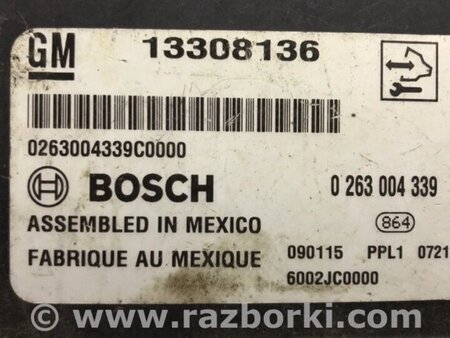 GM 13308136
0263004339C0000
BOSCH 0 263 004 339
ASSEMBLED IN MEXICO 864
FABRIQUE AU MEXIQUE 090115 PPL1 0721
6002JC0000
© www.razborki.com